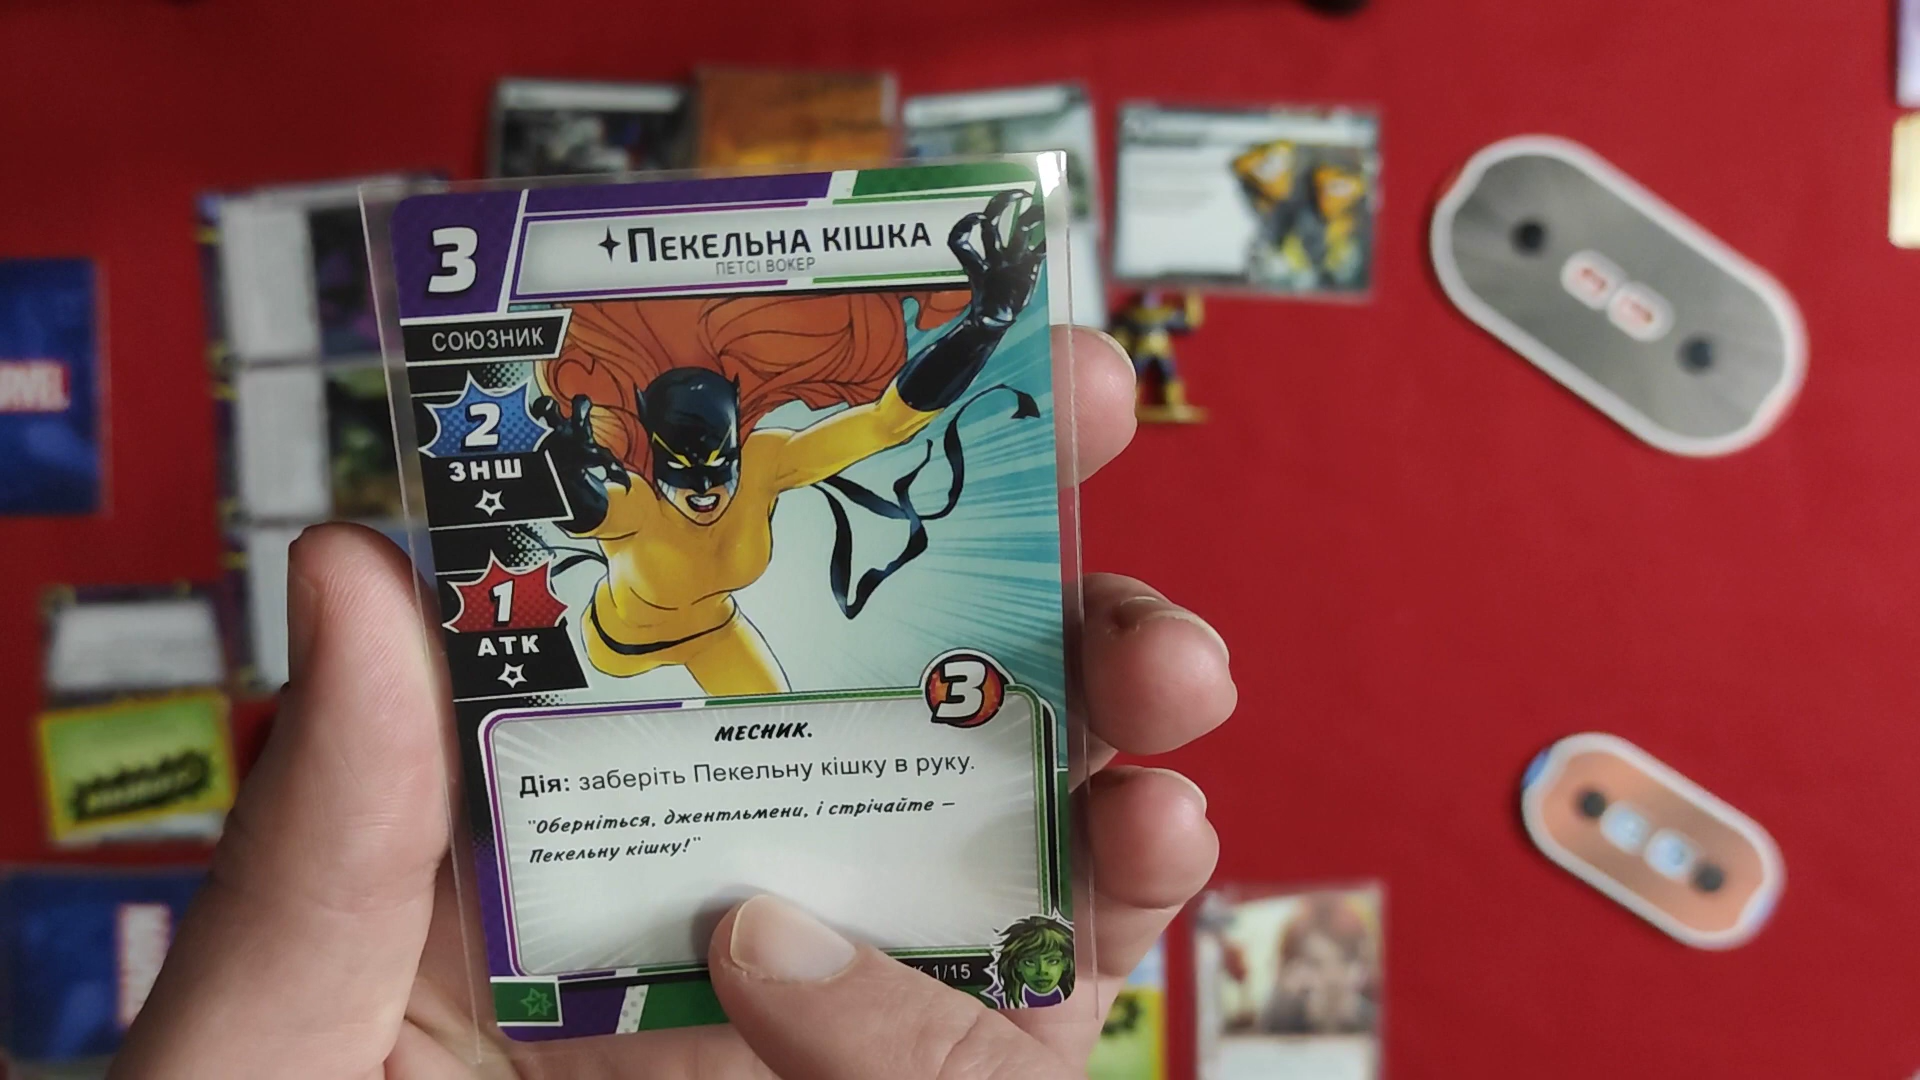 3
ПЕКЕЛЬНА КІШКА
ПЕТСІ ВОКЕР
СОЮЗНИК
2
ЗНШ
1
АТК
3
МЕСНИК.
Дія: заберіть Пекельну кішку в руку.
"Оберніться, джентльмени, і стрічайте —
Пекельну кішку!"
1/15